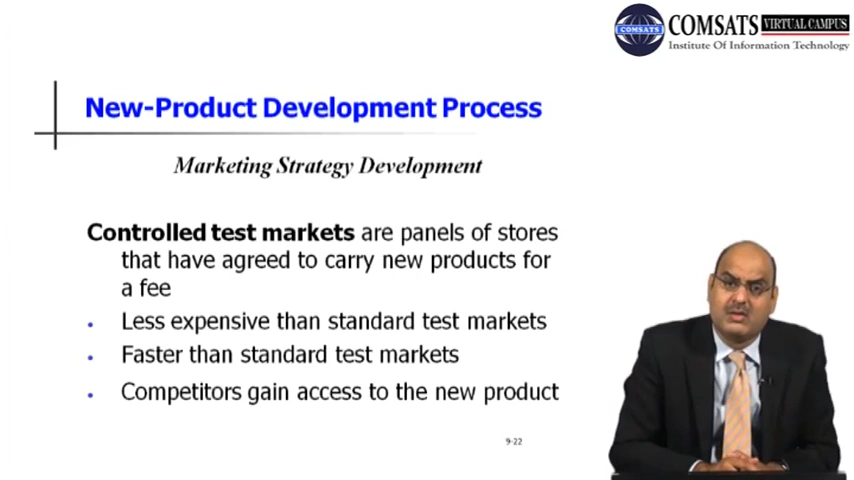 COMSATS VIRTUAL CAMPUS
COMSATS
Institute Of Information Technology
New-Product Development Process
Marketing Strategy Development
Controlled test markets are panels of stores
that have agreed to carry new products for
a fee
• Less expensive than standard test markets
• Faster than standard test markets
• Competitors gain access to the new product
9-22